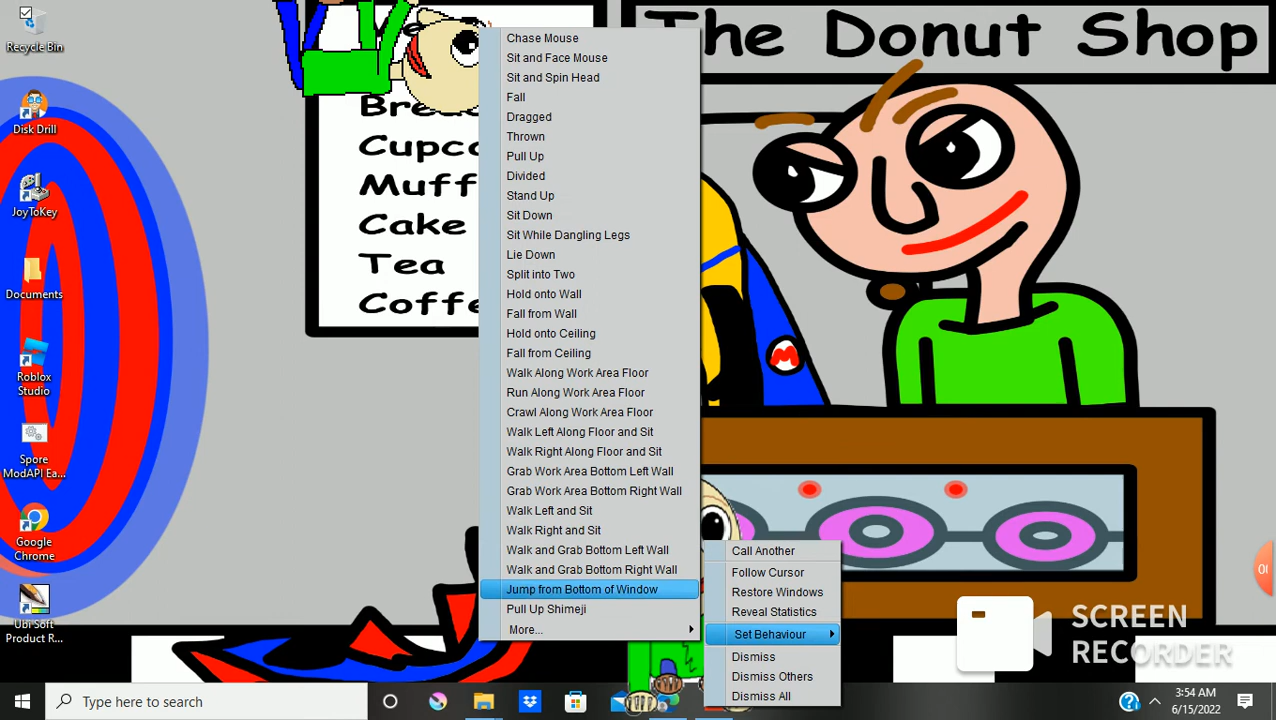 Recycle Bin
Disk Drill
JoyToKey
Documents
Roblox
Studio
Spore
ModAPI Ea...
Google
Chrome
Ubi Soft
Product R...
Cake
Tea
The Donut Shop
M
Chase Mouse
Sit and Face Mouse
Sit and Spin Head
Fall
Dragged
Thrown
Pull Up
Divided
Stand Up
Sit Down
Sit While Dangling Legs
Lie Down
Split into Two
Hold onto Wall
Fall from Wall
Hold onto Ceiling
Fall from Ceiling
Walk Along Work Area Floor
Run Along Work Area Floor
Crawl Along Work Area Floor
Walk Left Along Floor and Sit
Walk Right Along Floor and Sit
Grab Work Area Bottom Left Wall
Grab Work Area Bottom Right Wall
Walk Left and Sit
Walk Right and Sit
Walk and Grab Bottom Left Wall
Walk and Grab Bottom Right Wall
Jump from Bottom of Window
Pull Up Shimeji
More...
Call Another
Follow Cursor
Restore Windows
Reveal Statistics
Set Behaviour
Dismiss
Dismiss Others
Dismiss All
SCREEN
RECORDER
Type here to search
3:54 AM
6/15/2022